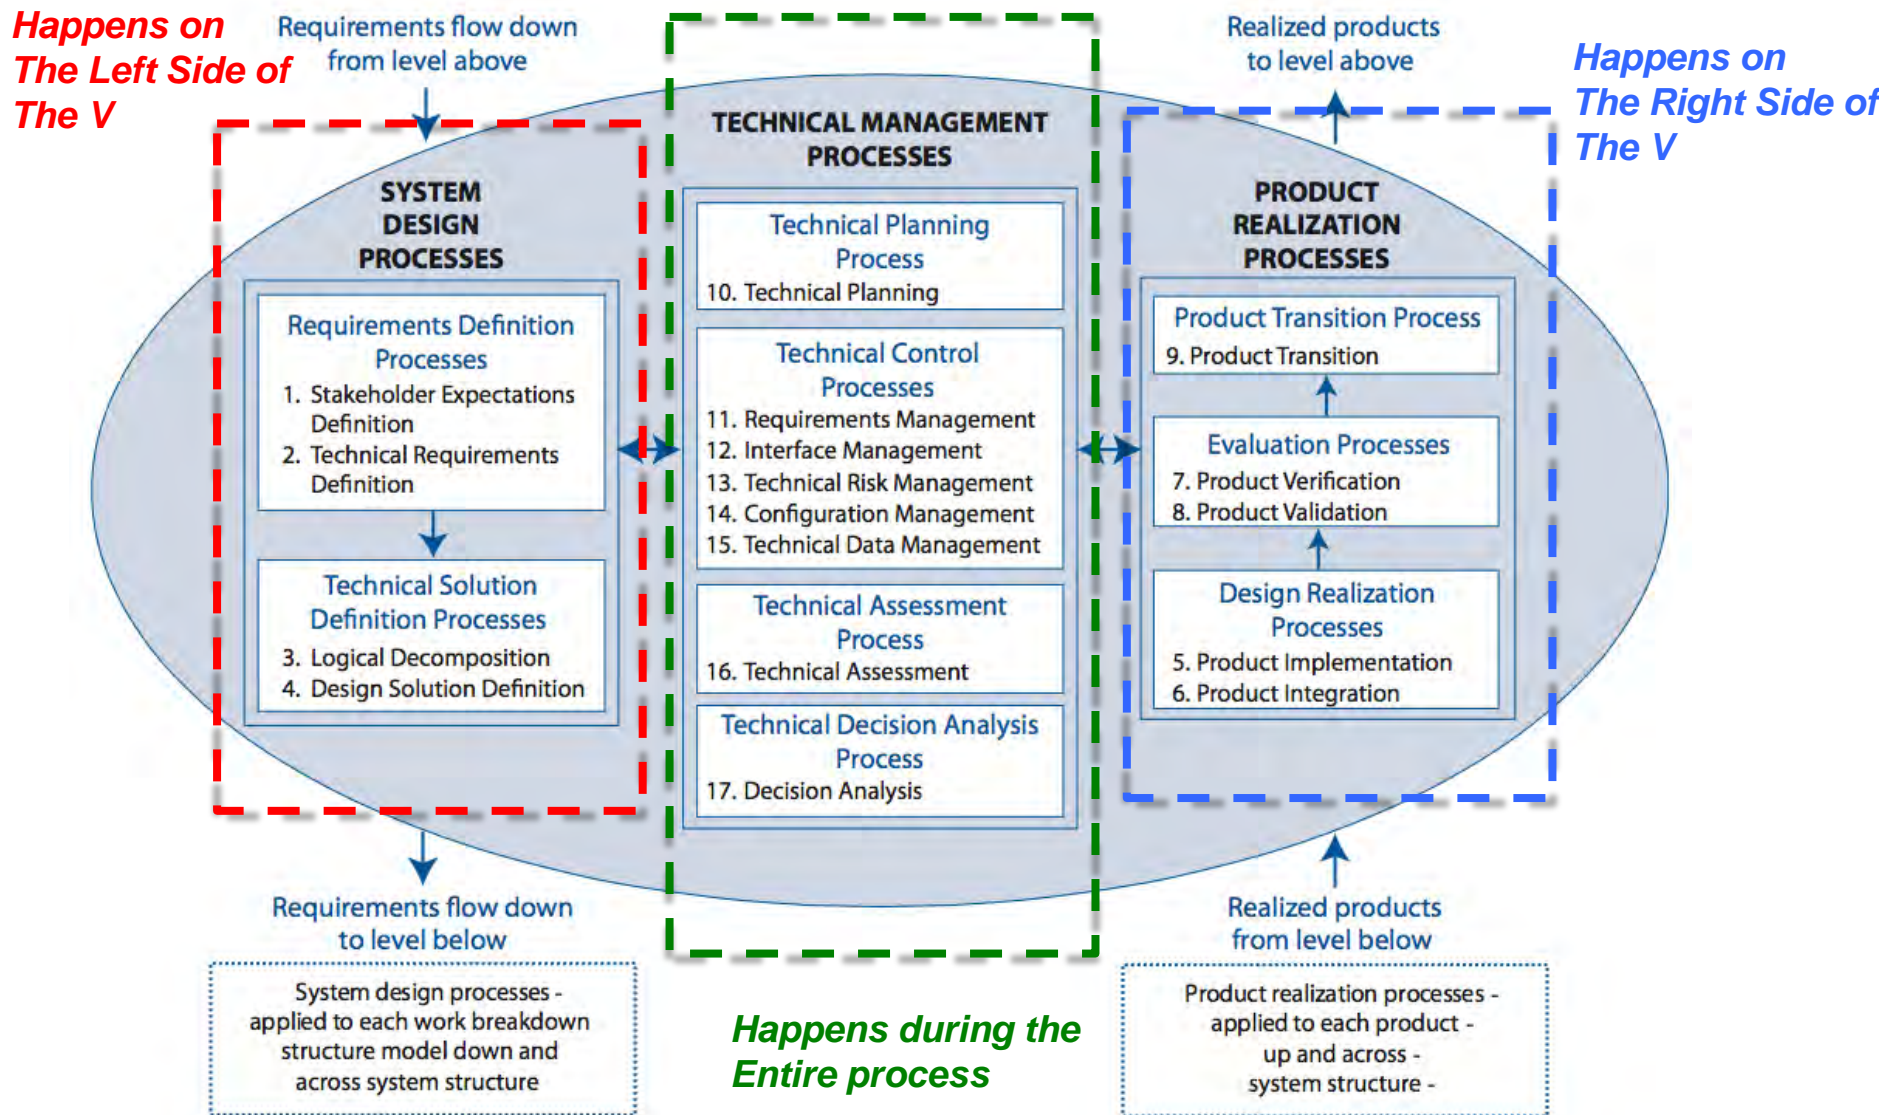 Happens on
The Left Side of
The V
Requirements flow down
from level above
Realized products
to level above
Happens on
The Right Side of
The V
SYSTEM
DESIGN
PROCESSES
Requirements Definition
Processes
1. Stakeholder Expectations
Definition
2. Technical Requirements
Definition
Technical Solution
Definition Processes
3. Logical Decomposition
4. Design Solution Definition
TECHNICAL MANAGEMENT
PROCESSES
Technical Planning
Process
10. Technical Planning
Technical Control
Processes
11. Requirements Management
12. Interface Management
13. Technical Risk Management
14. Configuration Management
15. Technical Data Management
Technical Assessment
Process
16. Technical Assessment
Technical Decision Analysis
Process
17. Decision Analysis
PRODUCT
REALIZATION
PROCESSES
Product Transition Process
9. Product Transition
Evaluation Processes
7. Product Verification
8. Product Validation
Design Realization
Processes
5. Product Implementation
6. Product Integration
Requirements flow down
to level below
System design processes -
applied to each work breakdown
structure model down and
across system structure
Happens during the
Entire process
Realized products
from level below
Product realization processes -
applied to each product -
up and across -
system structure -